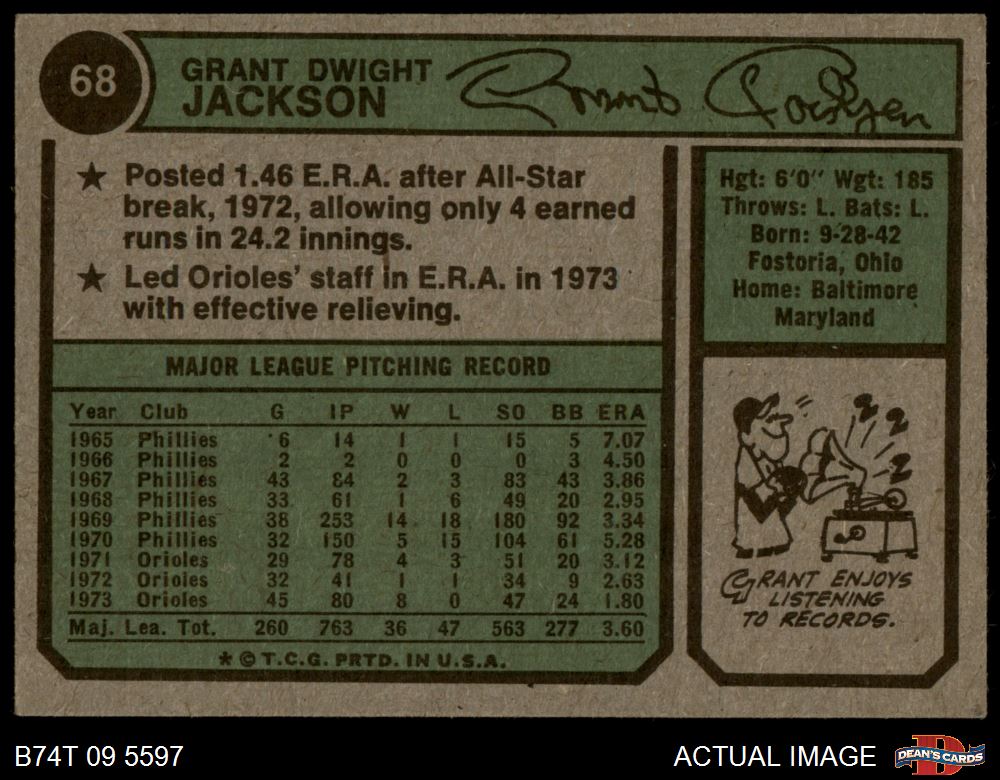 68
GRANT DWIGHT
JACKSON
Grant Jackson
★ Posted 1.46 E.R.A. after All-Star
break, 1972, allowing only 4 earned
runs in 24.2 innings.
★ Led Orioles' staff in E.R.A. in 1973
with effective relieving.
Hgt: 6'0" Wgt: 185
Throws: L. Bats: L.
Born: 9-28-42
Fostoria, Ohio
Home: Baltimore
Maryland
MAJOR LEAGUE PITCHING RECORD
Year Club G IP W L SO BB ERA
1965 Phillies 6 14 1 1 15 5 7.07
1966 Phillies 2 2 0 0 0 3 4.50
1967 Phillies 43 84 2 3 83 43 3.86
1968 Phillies 33 61 1 6 49 20 2.95
1969 Phillies 38 253 14 18 180 92 3.34
1970 Phillies 32 150 5 15 104 61 5.28
1971 Orioles 29 78 4 3 51 20 3.12
1972 Orioles 32 41 1 1 34 9 2.63
1973 Orioles 45 80 8 0 47 24 1.80
Maj. Lea. Tot. 260 763 36 47 563 277 3.60
* © T.C.G. PRTD. IN U.S.A.
GRANT ENJOYS
LISTENING
TO RECORDS.
B74T 09 5597
ACTUAL IMAGE
D
DEAN'S CARDS